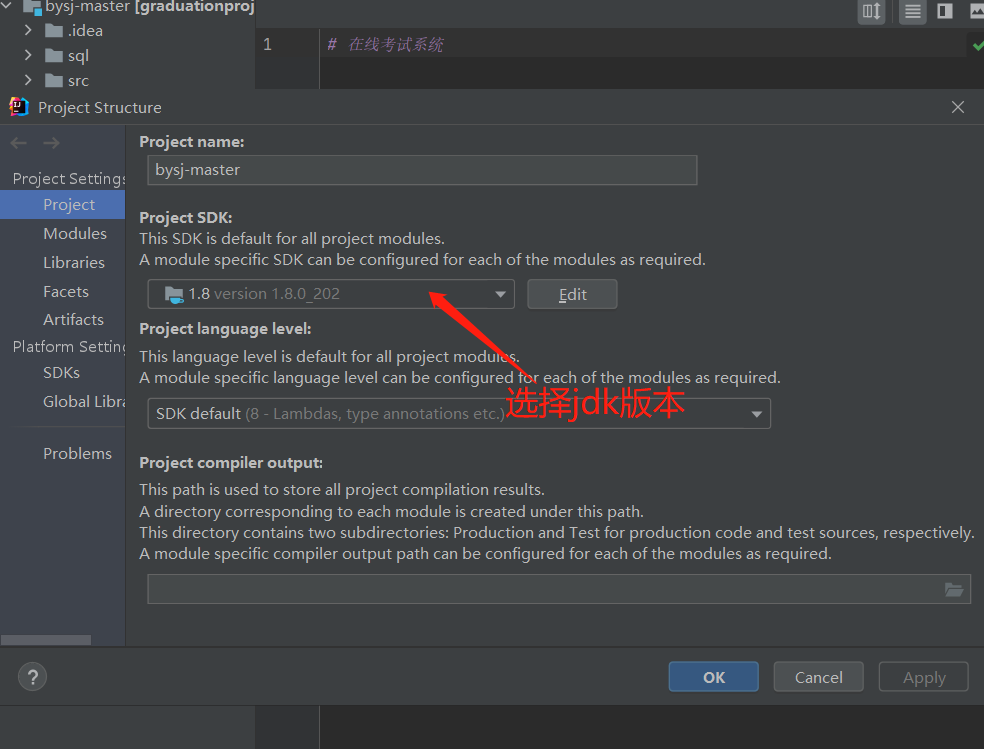 bysj-master [graduationproj
.idea
sql
src
1
# 在线考试系统
Project Structure
Project Settings
Project
Modules
Libraries
Facets
Artifacts
Platform Setting
SDKs
Global Libra
Problems
Project name:
bysj-master
Project SDK:
This SDK is default for all project modules.
A module specific SDK can be configured for each of the modules as required.
1.8 version 1.8.0_202
Edit
Project language level:
This language level is default for all project modules.
A module specific language level can be configured for each of the modules as required.
选择jdk版本
SDK default (8 - Lambdas, type annotations etc.)
Project compiler output:
This path is used to store all project compilation results.
A directory corresponding to each module is created under this path.
This directory contains two subdirectories: Production and Test for production code and test sources, respectively.
A module specific compiler output path can be configured for each of the modules as required.
?
OK
Cancel
Apply